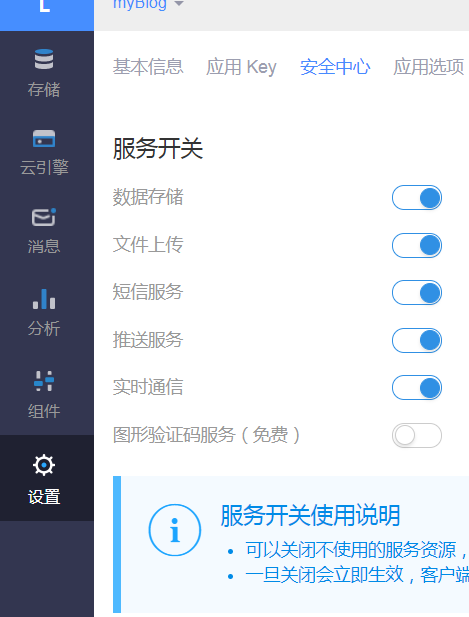 L
myBlog
基本信息 应用 Key 安全中心 应用选项
存储
云引擎
消息
分析
组件
设置
服务开关
数据存储
文件上传
短信服务
推送服务
实时通信
图形验证码服务（免费）
服务开关使用说明
可以关闭不使用的服务资源，
一旦关闭会立即生效，客户端